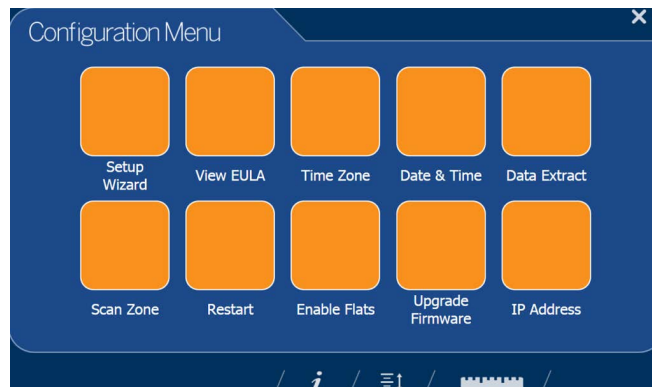 Configuration Menu
Setup
Wizard
View EULA
Time Zone
Date & Time
Data Extract
Scan Zone
Restart
Enable Flats
Upgrade
Firmware
IP Address